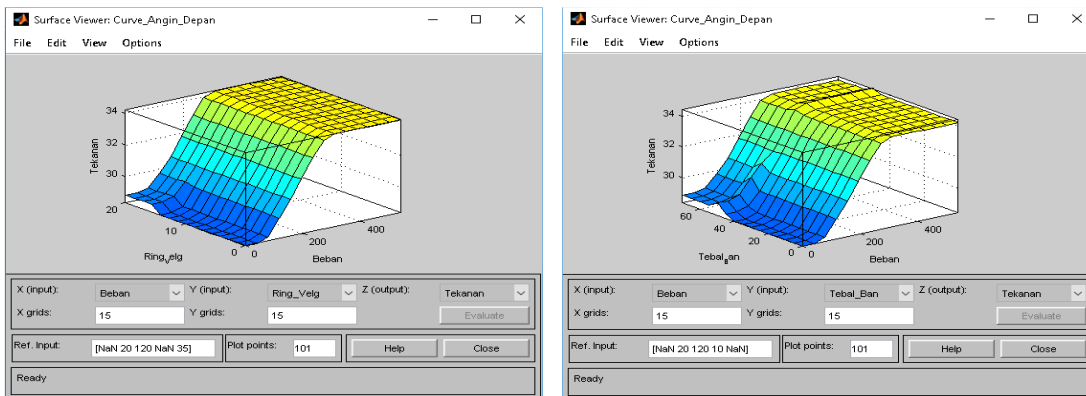 Surface Viewer: Curve_Angin_Depan
File Edit View Options
34
32
30
Tekanan
20
10
0
0
200
400
Ring_Velg
Beban
X (input):
Beban
Y (input):
Ring_Velg
Z (output):
Tekanan
X grids:
15
Y grids:
15
Evaluate
Ref. Input:
[NaN 20 120 NaN 35]
Plot points:
101
Help
Close
Ready
Surface Viewer: Curve_Angin_Depan
File Edit View Options
34
32
30
Tekanan
60
40
20
0
0
200
400
Tebal_Ban
Beban
X (input):
Beban
Y (input):
Tebal_Ban
Z (output):
Tekanan
X grids:
15
Y grids:
15
Evaluate
Ref. Input:
[NaN 20 120 10 NaN]
Plot points:
101
Help
Close
Ready